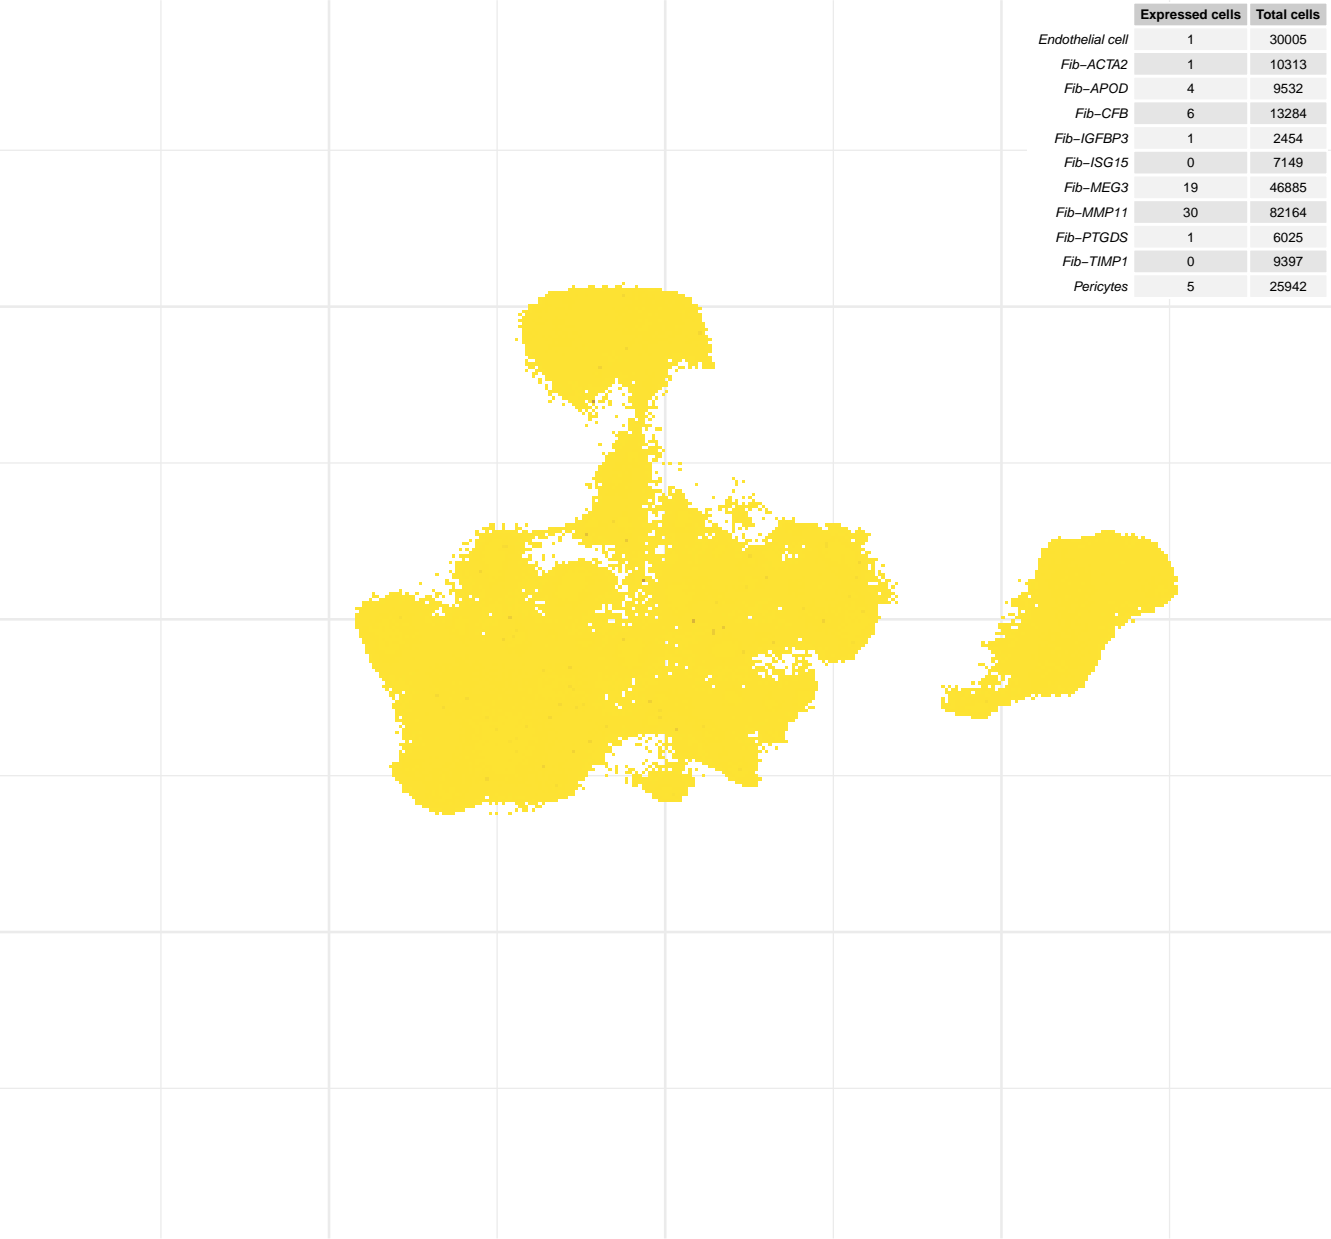 Expressed cells Total cells
Endothelial cell 1 30005
Fib−ACTA2 1 10313
Fib−APOD 4 9532
Fib−CFB 6 13284
Fib−IGFBP3 1 2454
Fib−ISG15 0 7149
Fib−MEG3 19 46885
Fib−MMP11 30 82164
Fib−PTGDS 1 6025
Fib−TIMP1 0 9397
Pericytes 5 25942